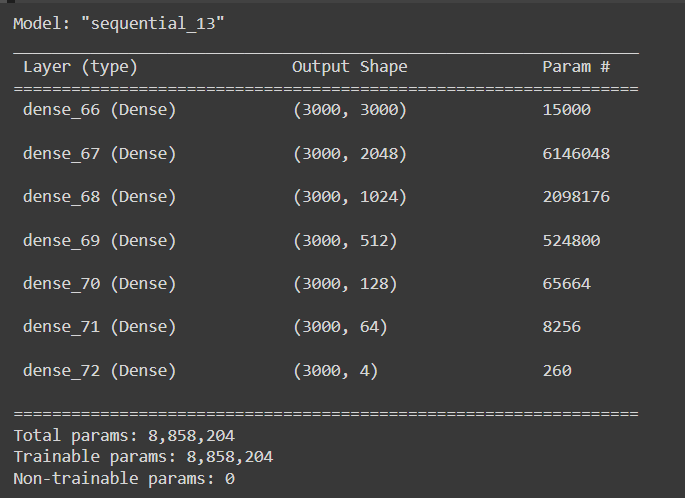 Model: "sequential_13"
_________________________________________________________________
Layer (type) Output Shape Param #
=================================================================
dense_66 (Dense) (3000, 3000) 15000
dense_67 (Dense) (3000, 2048) 6146048
dense_68 (Dense) (3000, 1024) 2098176
dense_69 (Dense) (3000, 512) 524800
dense_70 (Dense) (3000, 128) 65664
dense_71 (Dense) (3000, 64) 8256
dense_72 (Dense) (3000, 4) 260
=================================================================
Total params: 8,858,204
Trainable params: 8,858,204
Non-trainable params: 0